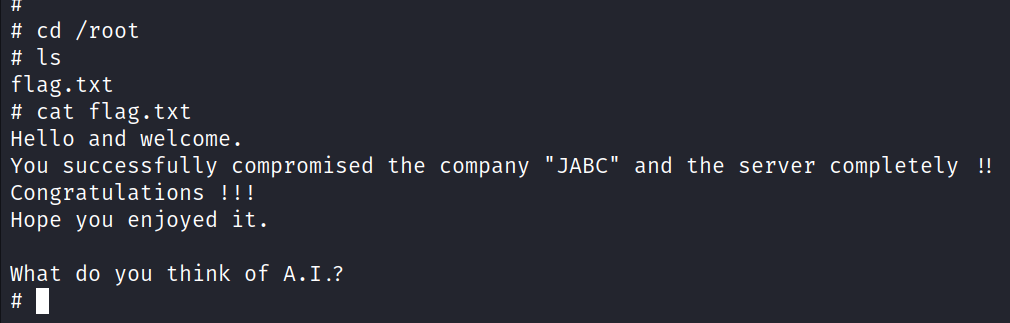 #
# cd /root
# ls
flag.txt
# cat flag.txt
Hello and welcome.
You successfully compromised the company "JABC" and the server completely !!
Congratulations !!!
Hope you enjoyed it.

What do you think of A.I.?
#